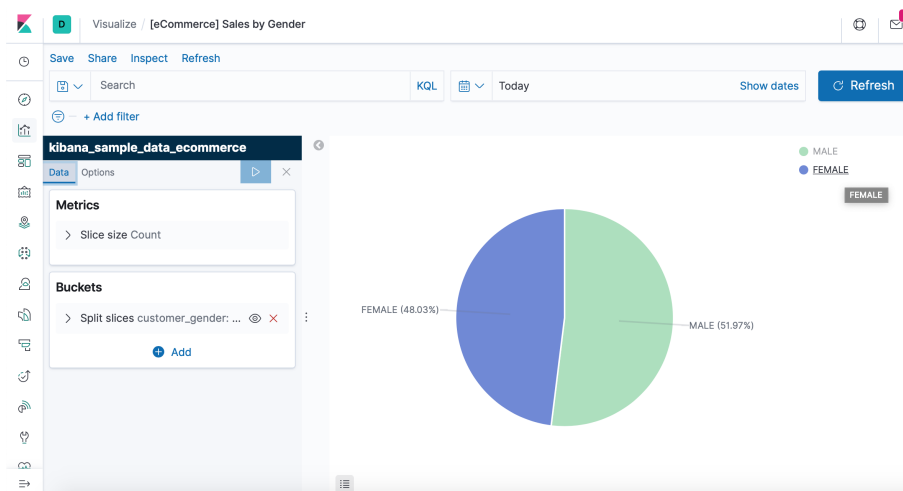 D Visualize / [eCommerce] Sales by Gender
Save Share Inspect Refresh
Search KQL Today Show dates Refresh
+ Add filter
kibana_sample_data_ecommerce
Data Options
Metrics
Slice size Count
Buckets
Split slices customer_gender: ...
Add
MALE
FEMALE
FEMALE
FEMALE (48.03%)
MALE (51.97%)